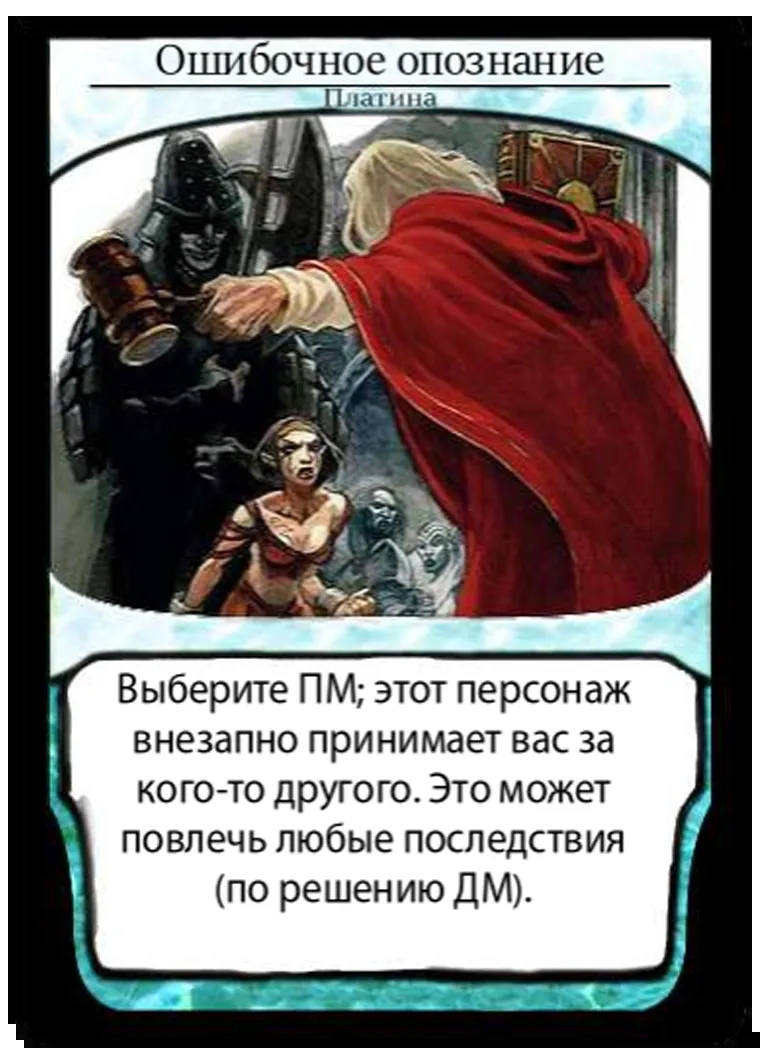 Ошибочное опознание
Платина
Выберите ПМ; этот персонаж
внезапно принимает вас за
кого-то другого. Это может
повлечь любые последствия
(по решению ДМ).